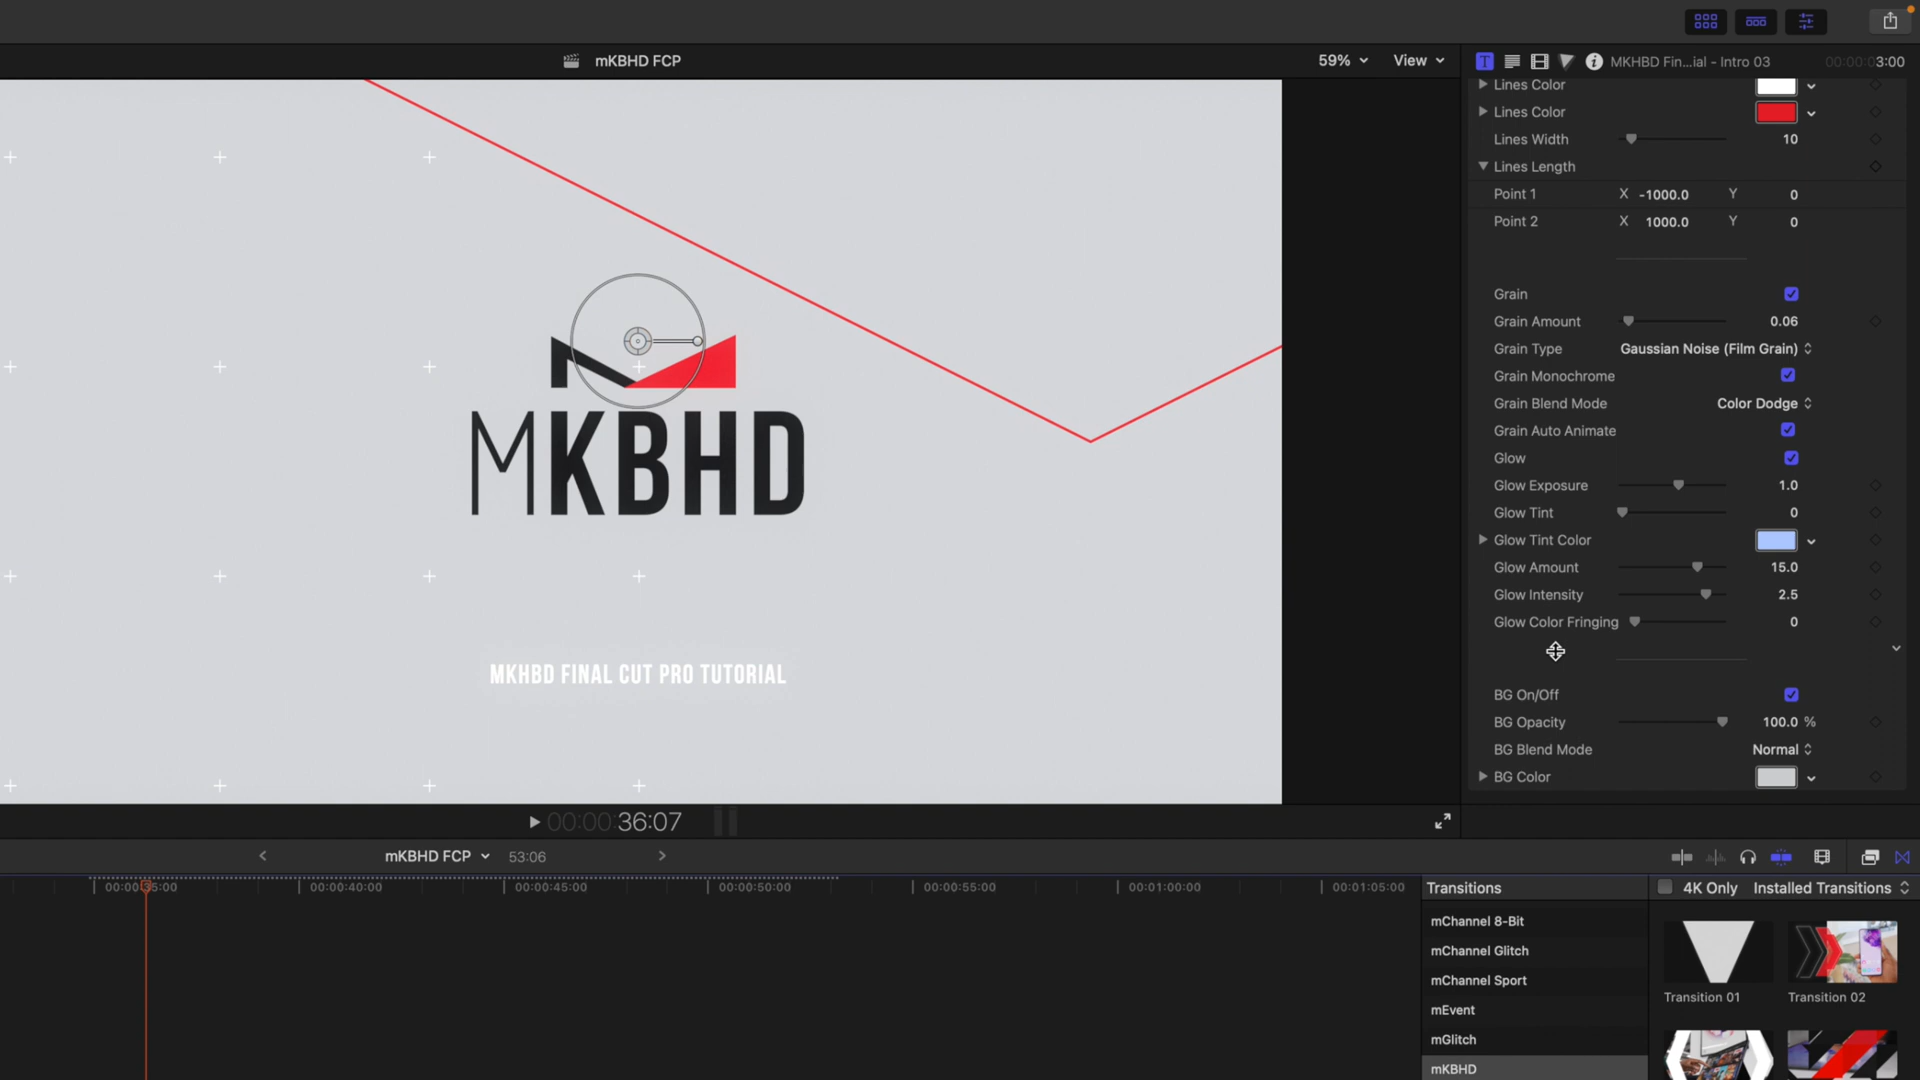 mKBHD FCP
59%
View
MKHBD Fin...ial - Intro 03
00:00:03:00
Lines Color
Lines Color
Lines Width 10
Lines Length
Point 1 X -1000.0 Y 0
Point 2 X 1000.0 Y 0
Grain
Grain Amount 0.06
Grain Type Gaussian Noise (Film Grain)
Grain Monochrome
Grain Blend Mode Color Dodge
Grain Auto Animate
Glow
Glow Exposure 1.0
Glow Tint 0
Glow Tint Color
Glow Amount 15.0
Glow Intensity 2.5
Glow Color Fringing 0
BG On/Off
BG Opacity 100.0 %
BG Blend Mode Normal
BG Color
MKBHD
MKHBD FINAL CUT PRO TUTORIAL
00:00:36:07
mKBHD FCP 53:06
00:00:35:00
00:00:40:00
00:00:45:00
00:00:50:00
00:00:55:00
00:01:00:00
00:01:05:00
Transitions
4K Only
Installed Transitions
mChannel 8-Bit
mChannel Glitch
mChannel Sport
mEvent
mGlitch
mKBHD
Transition 01
Transition 02